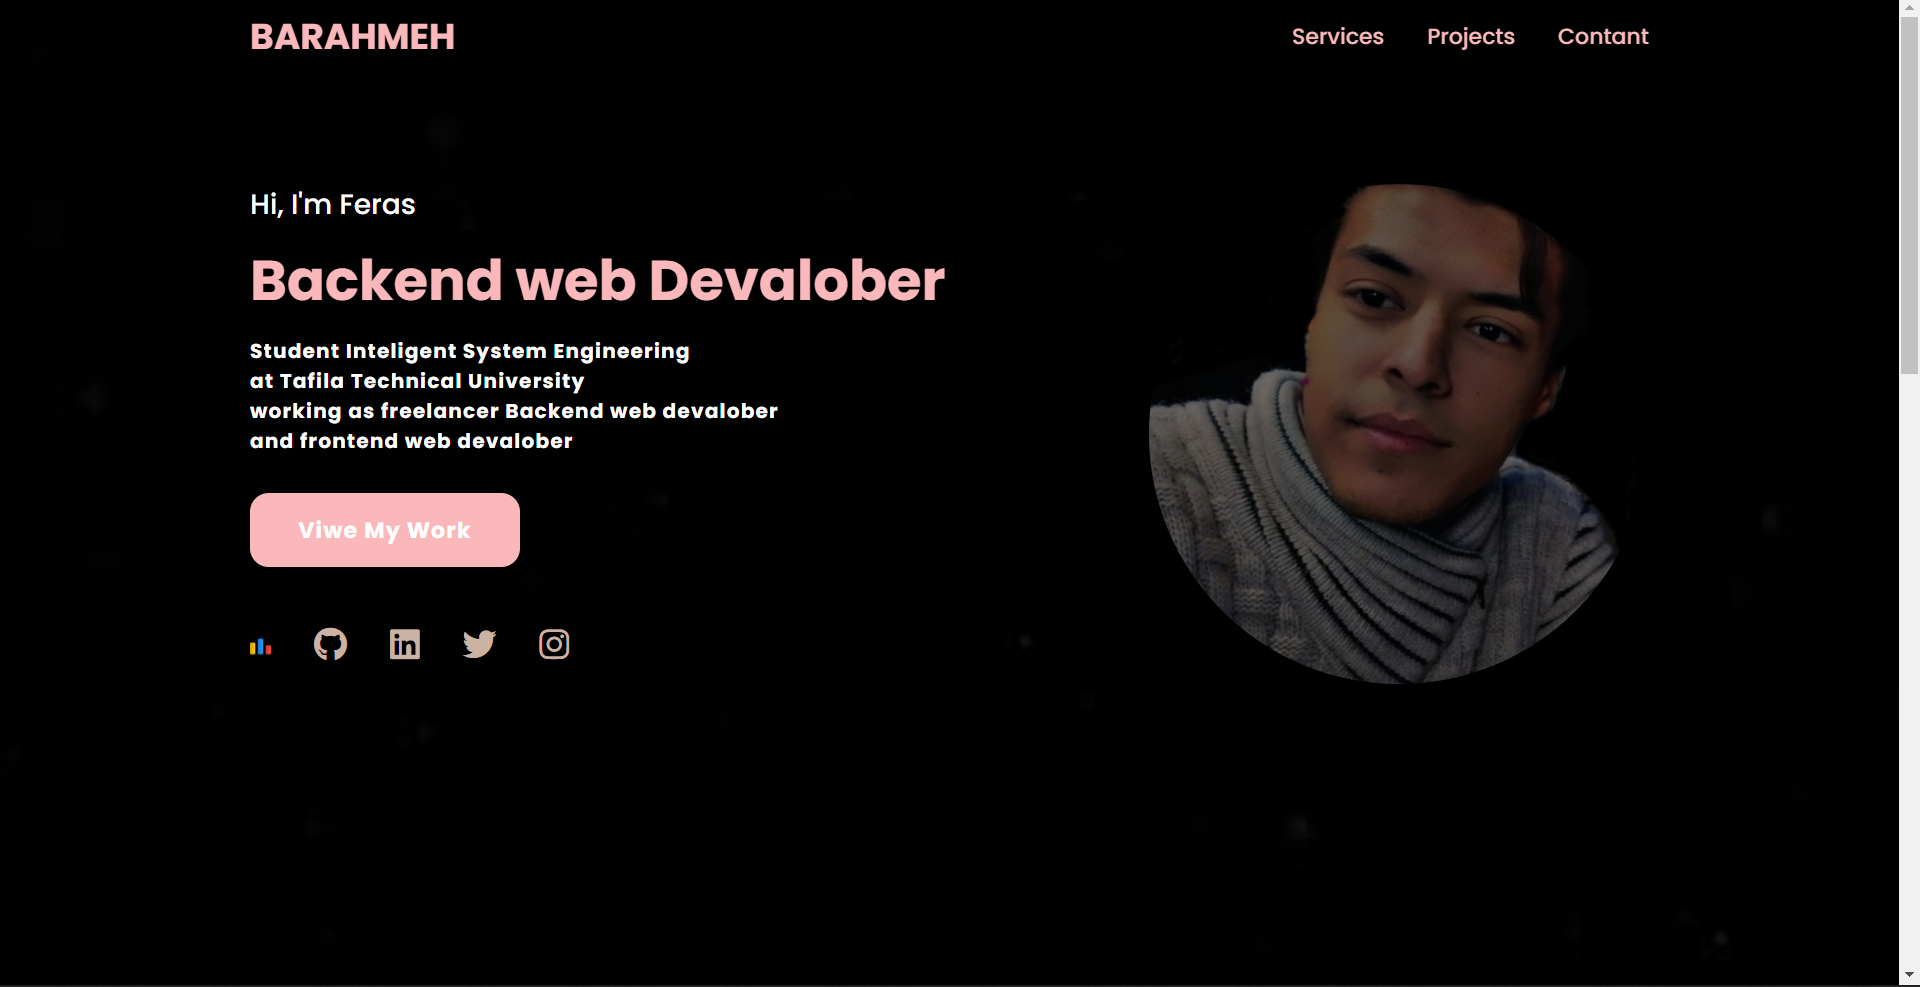 BARAHMEH
Services Projects Contant
Hi, I'm Feras
Backend web Devalober
Student Inteligent System Engineering
at Tafila Technical University
working as freelancer Backend web devalober
and frontend web devalober
Viwe My Work
in